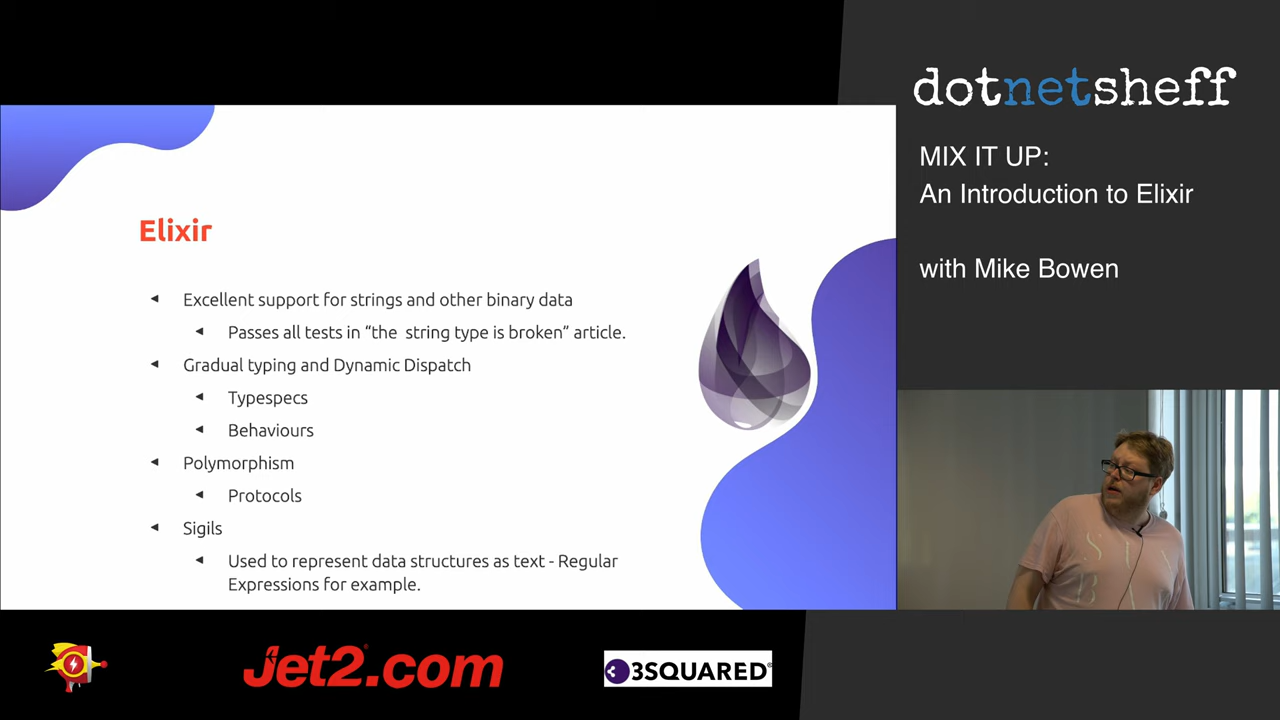 dotnetsheff
MIX IT UP:
An Introduction to Elixir
with Mike Bowen
Elixir
Excellent support for strings and other binary data
Passes all tests in “the string type is broken” article.
Gradual typing and Dynamic Dispatch
Typespecs
Behaviours
Polymorphism
Protocols
Sigils
Used to represent data structures as text - Regular
Expressions for example.
Jet2.com
3SQUARED